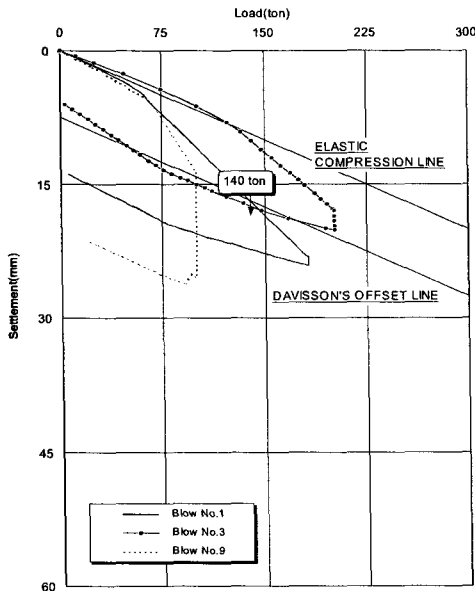 Load(ton)
0 75 150 225 300
0
15
30
45
60
Settlement(mm)
ELASTIC
COMPRESSION LINE
140 ton
DAVISSON'S OFFSET LINE
Blow No.1
Blow No.3
Blow No.9